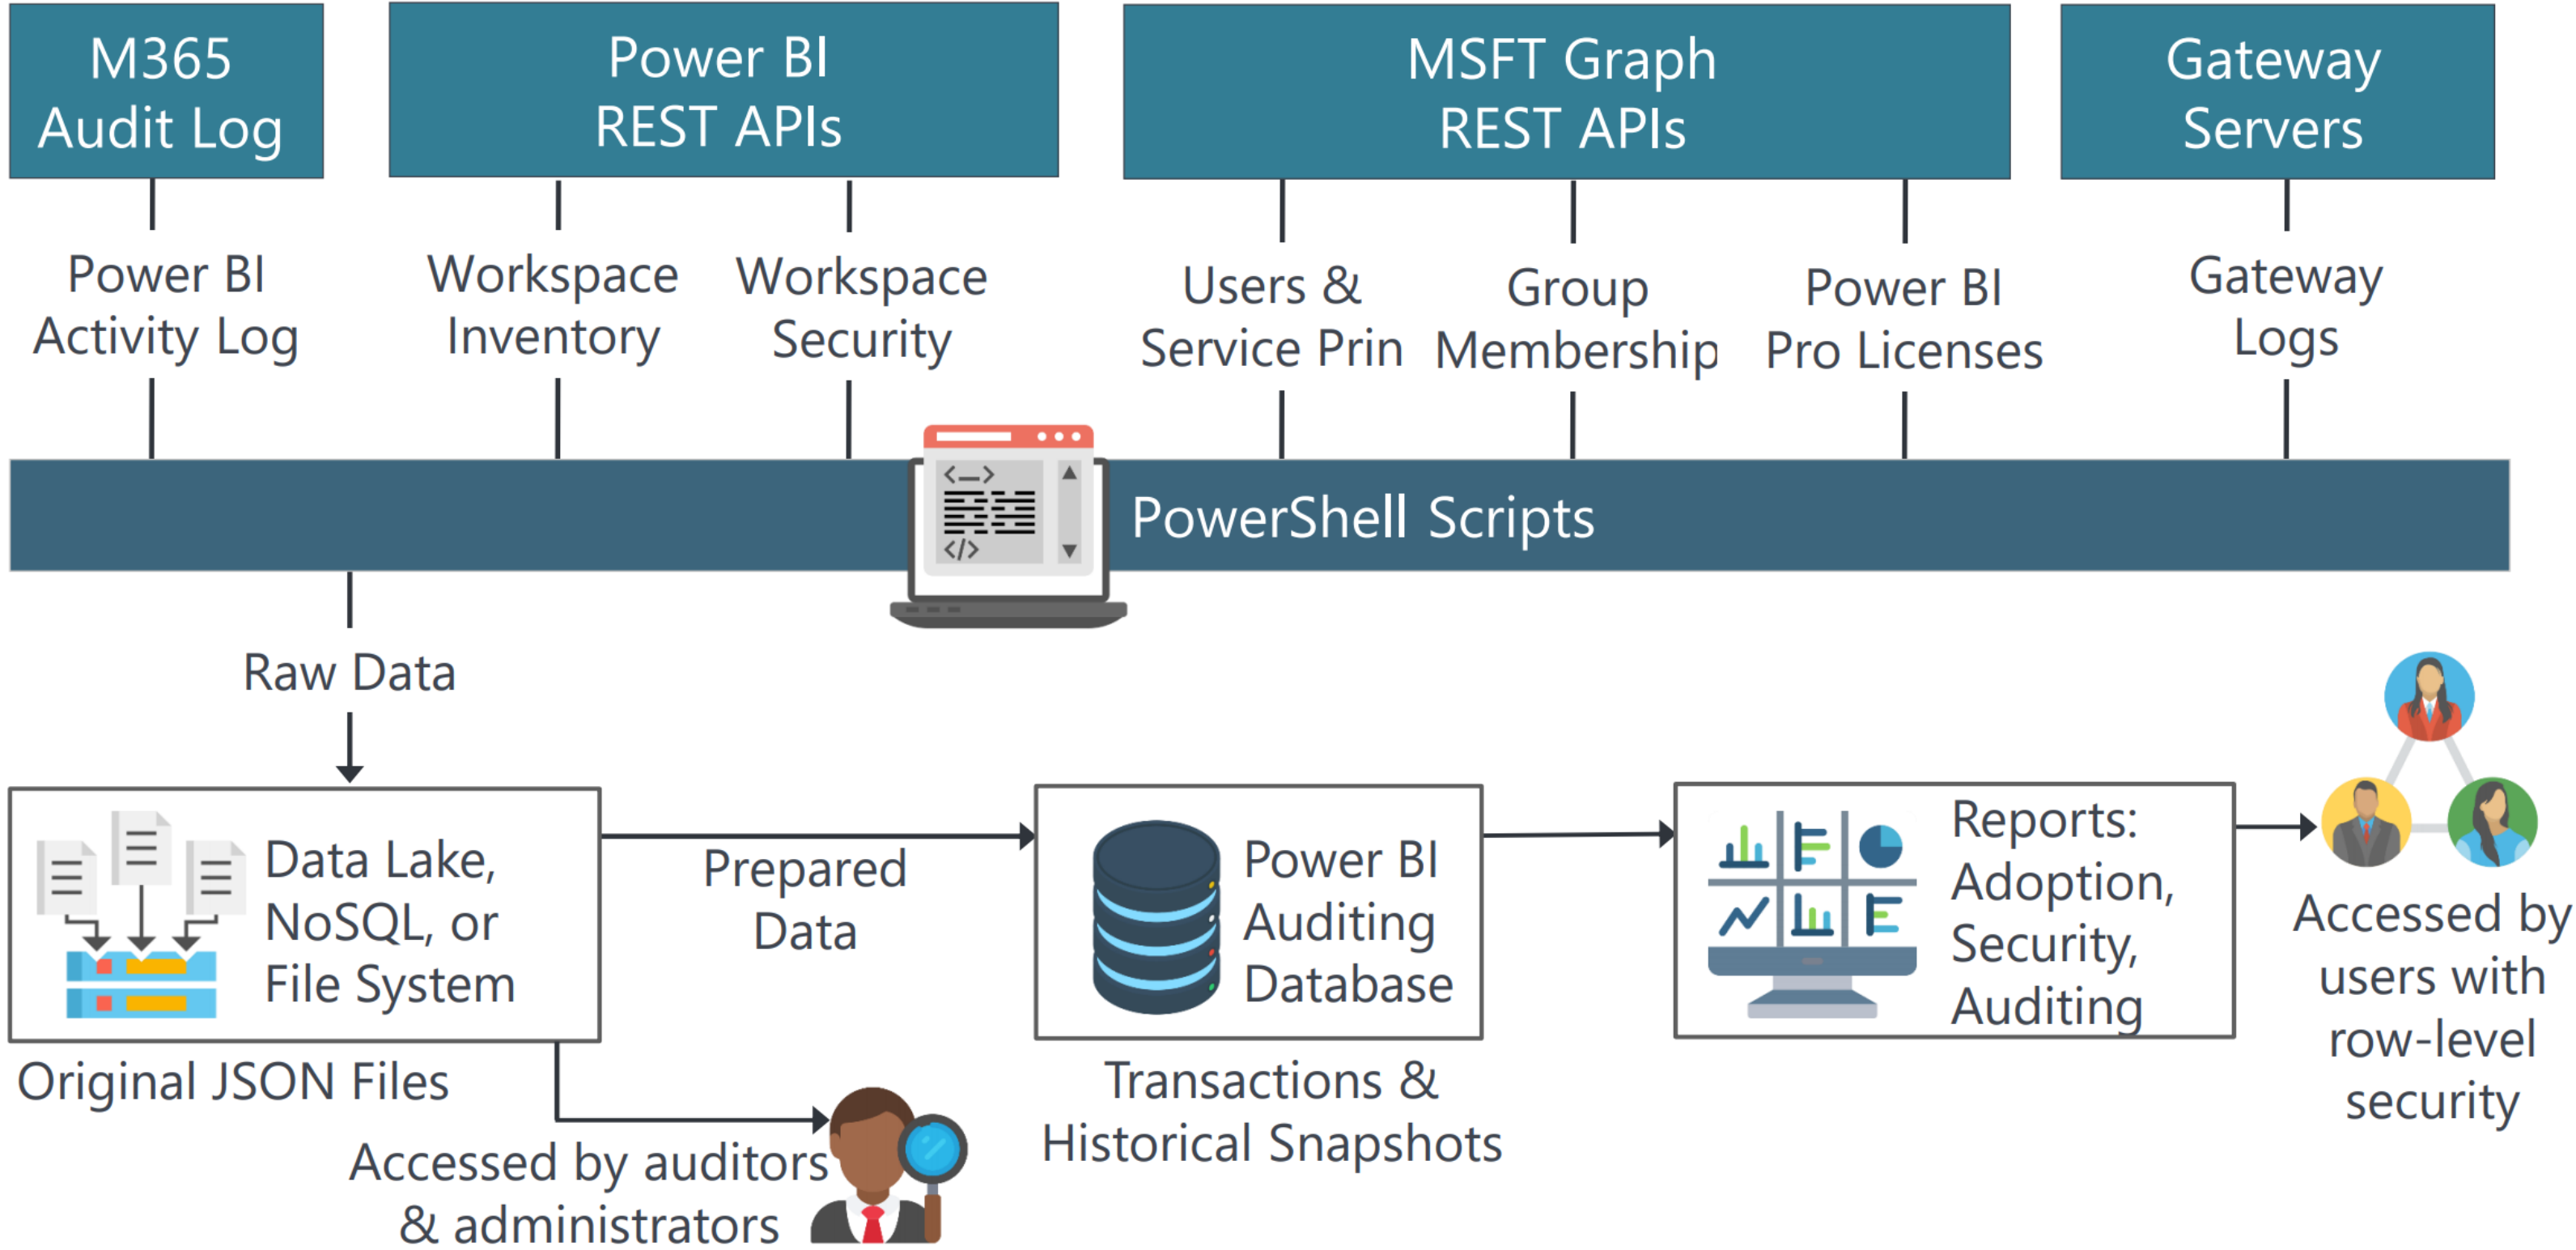 M365
Audit Log
Power BI
REST APIs
MSFT Graph
REST APIs
Gateway
Servers
Power BI
Activity Log
Workspace
Inventory
Workspace
Security
Users &
Service Prin
Group
Membership
Power BI
Pro Licenses
Gateway
Logs
<_>
</>
PowerShell Scripts
Raw Data
Data Lake,
NoSQL, or
File System
Original JSON Files
Prepared
Data
Accessed by auditors
& administrators
Power BI
Auditing
Database
Transactions &
Historical Snapshots
Reports:
Adoption,
Security,
Auditing
Accessed by
users with
row-level
security